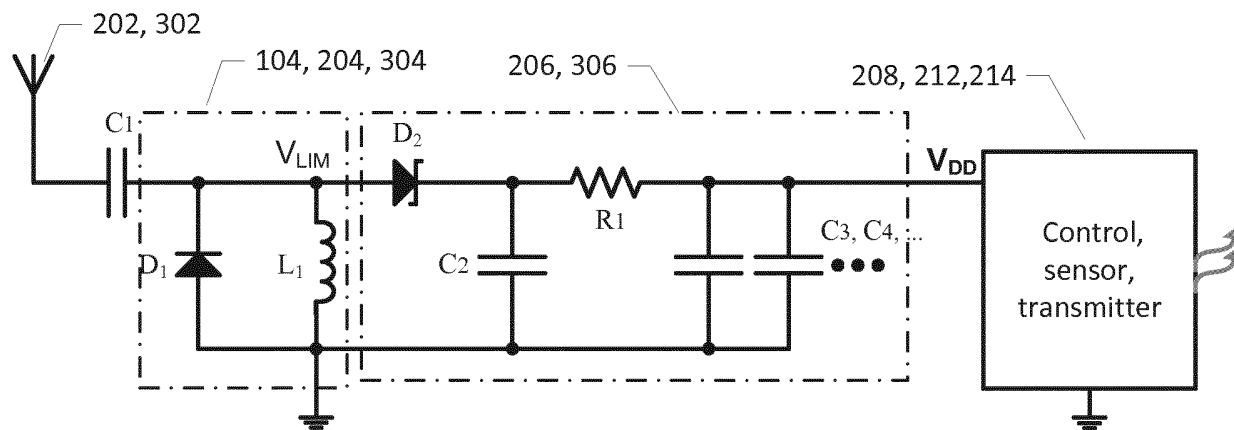 202, 302
104, 204, 304
206, 306
208, 212,214
C1
VLIM
D2
VDD
R1
C3, C4, ...
D1
L1
C2
Control,
sensor,
transmitter